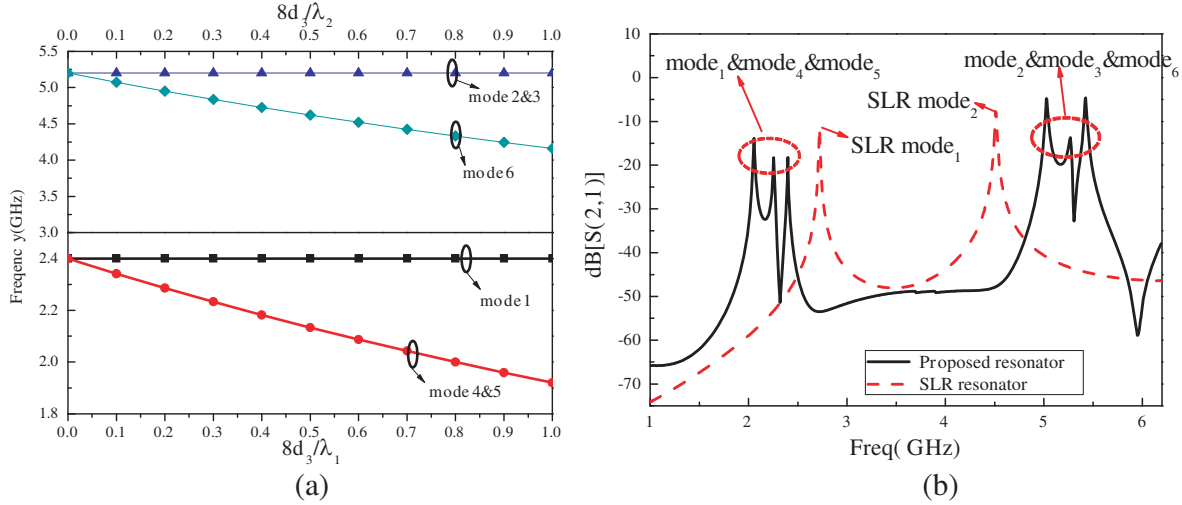 8d₃/λ₂
0.0 0.1 0.2 0.3 0.4 0.5 0.6 0.7 0.8 0.9 1.0
5.5
5.0
4.5
4.0
3.0
2.4
2.2
2.0
1.8
Freqenc y(GHz)
mode 2&3
mode 6
mode 1
mode 4&5
0.0 0.1 0.2 0.3 0.4 0.5 0.6 0.7 0.8 0.9 1.0
8d₃/λ₁
(a)
10
0
-10
-20
-30
-40
-50
-60
-70
dB[S(2,1)]
mode₁&mode₄&mode₅
mode₂&mode₃&mode₆
SLR mode₂
SLR mode₁
Proposed resonator
SLR resonator
1 2 3 4 5 6
Freq( GHz)
(b)